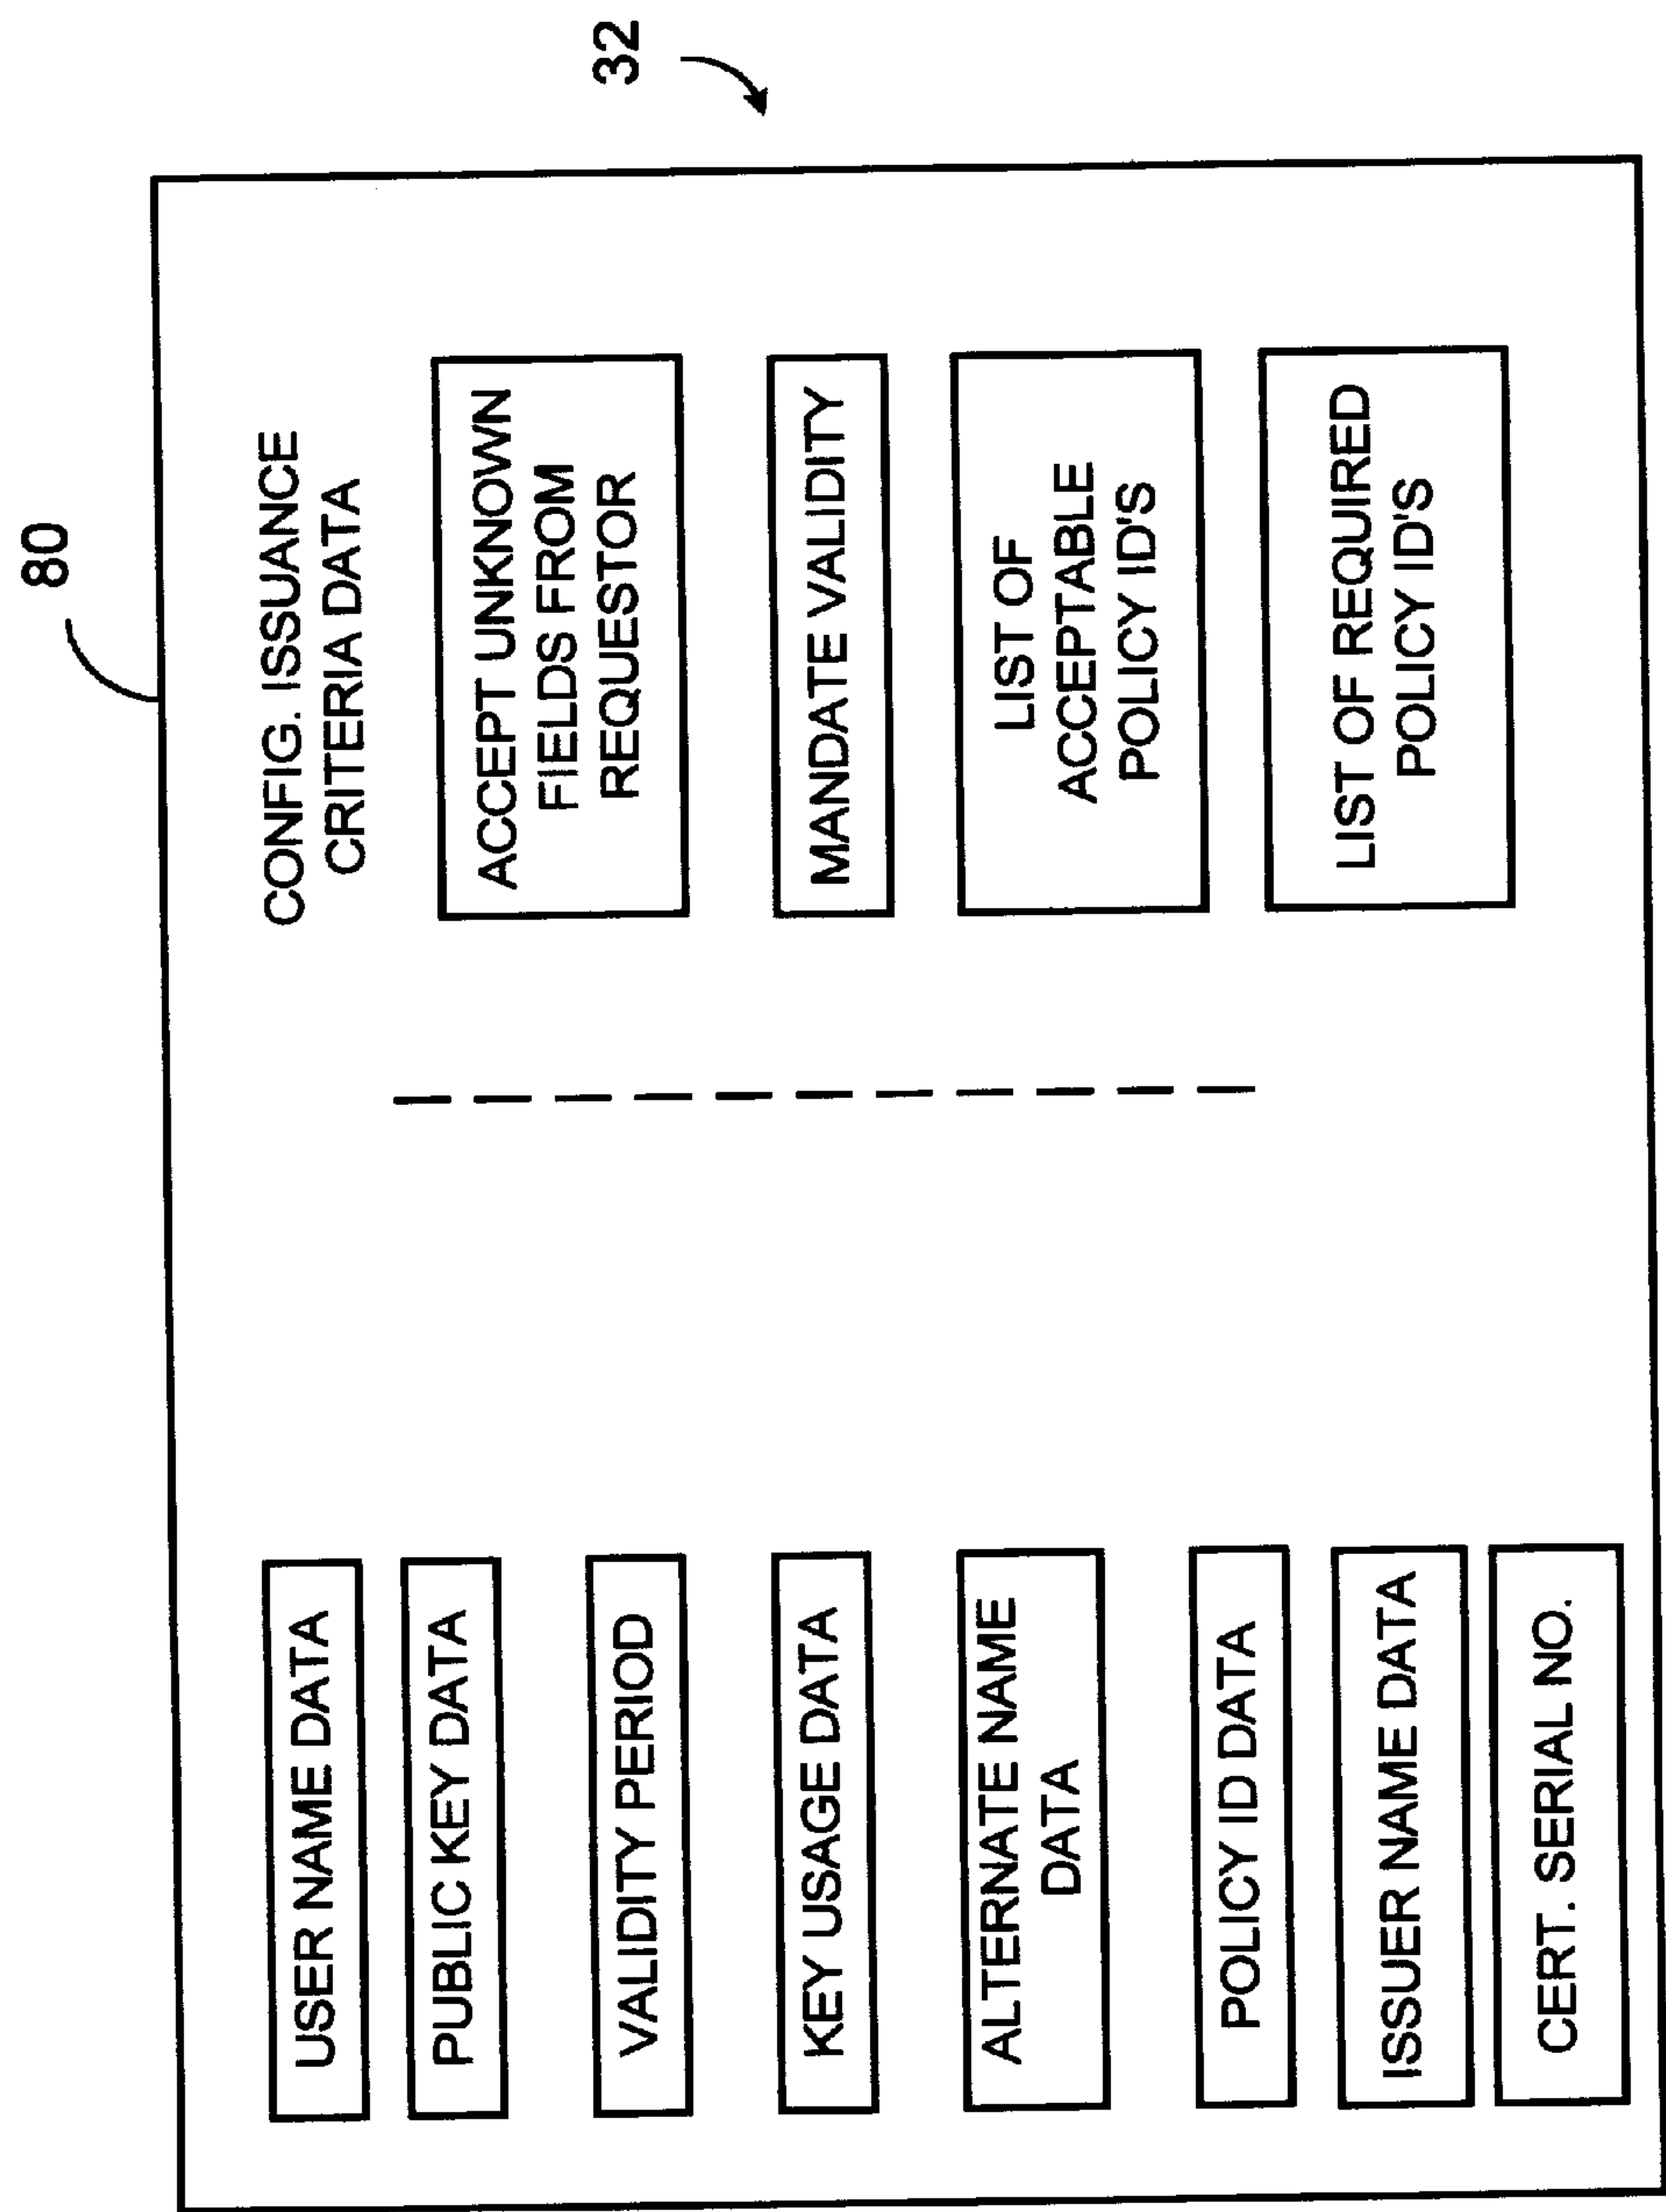 80
32
USER NAME DATA
PUBLIC KEY DATA
VALIDITY PERIOD
KEY USAGE DATA
ALTERNATE NAME
DATA
POLICY ID DATA
ISSUER NAME DATA
CERT. SERIAL NO.
CONFIG. ISSUANCE
CRITERIA DATA
ACCEPT UNKNOWN
FIELDS FROM
REQUESTOR
MANDATE VALIDITY
LIST OF
ACCEPTABLE
POLICY ID'S
LIST OF REQUIRED
POLICY ID'S